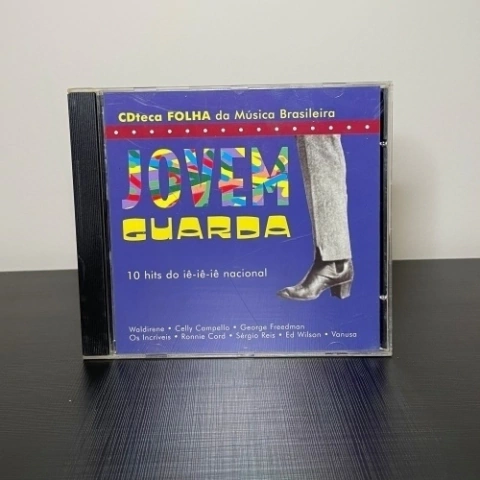 CDteca FOLHA da Música Brasileira
JOVEM
GUARDA
10 hits do iê-iê-iê nacional
Waldirene • Celly Campello • George Freedman
Os Incríveis • Ronnie Cord • Sérgio Reis • Ed Wilson • Vanusa